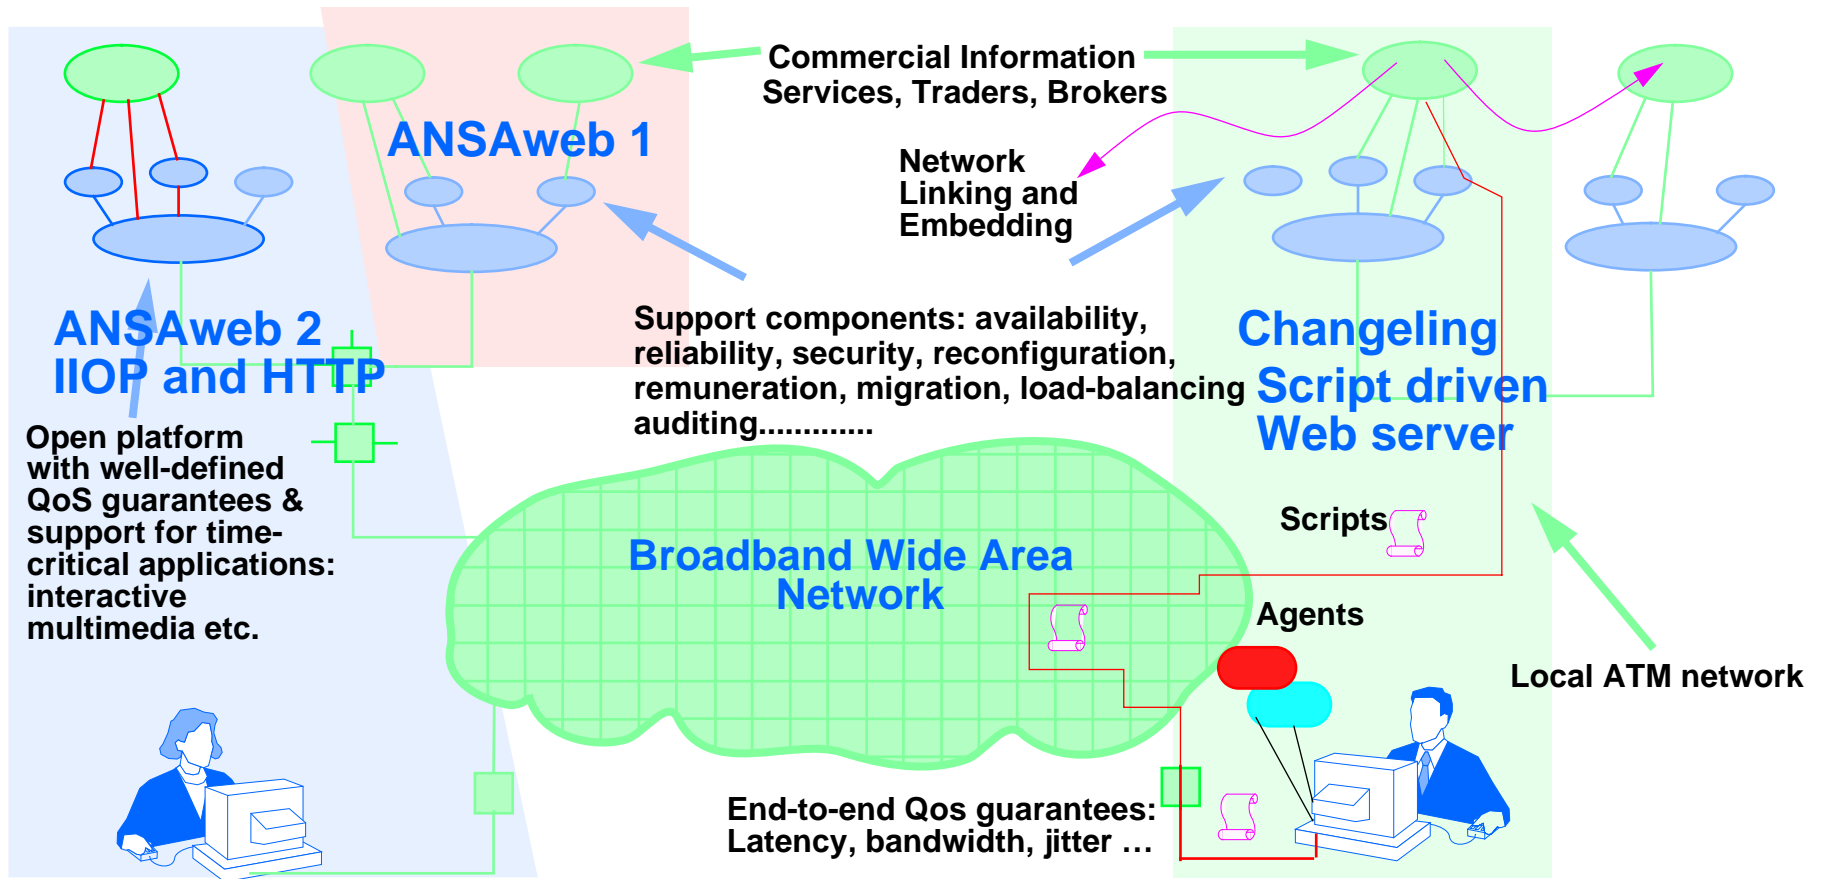 Commercial Information
Services, Traders, Brokers
ANSAweb 1
Network
Linking and
Embedding
ANSAweb 2
IIOP and HTTP
Support components: availability,
reliability, security, reconfiguration,
remuneration, migration, load-balancing
auditing.............
Changeling
Script driven
Web server
Open platform
with well-defined
QoS guarantees &
support for time-
critical applications:
interactive
multimedia etc.
Broadband Wide Area
Network
Scripts
Agents
Local ATM network
End-to-end Qos guarantees:
Latency, bandwidth, jitter …